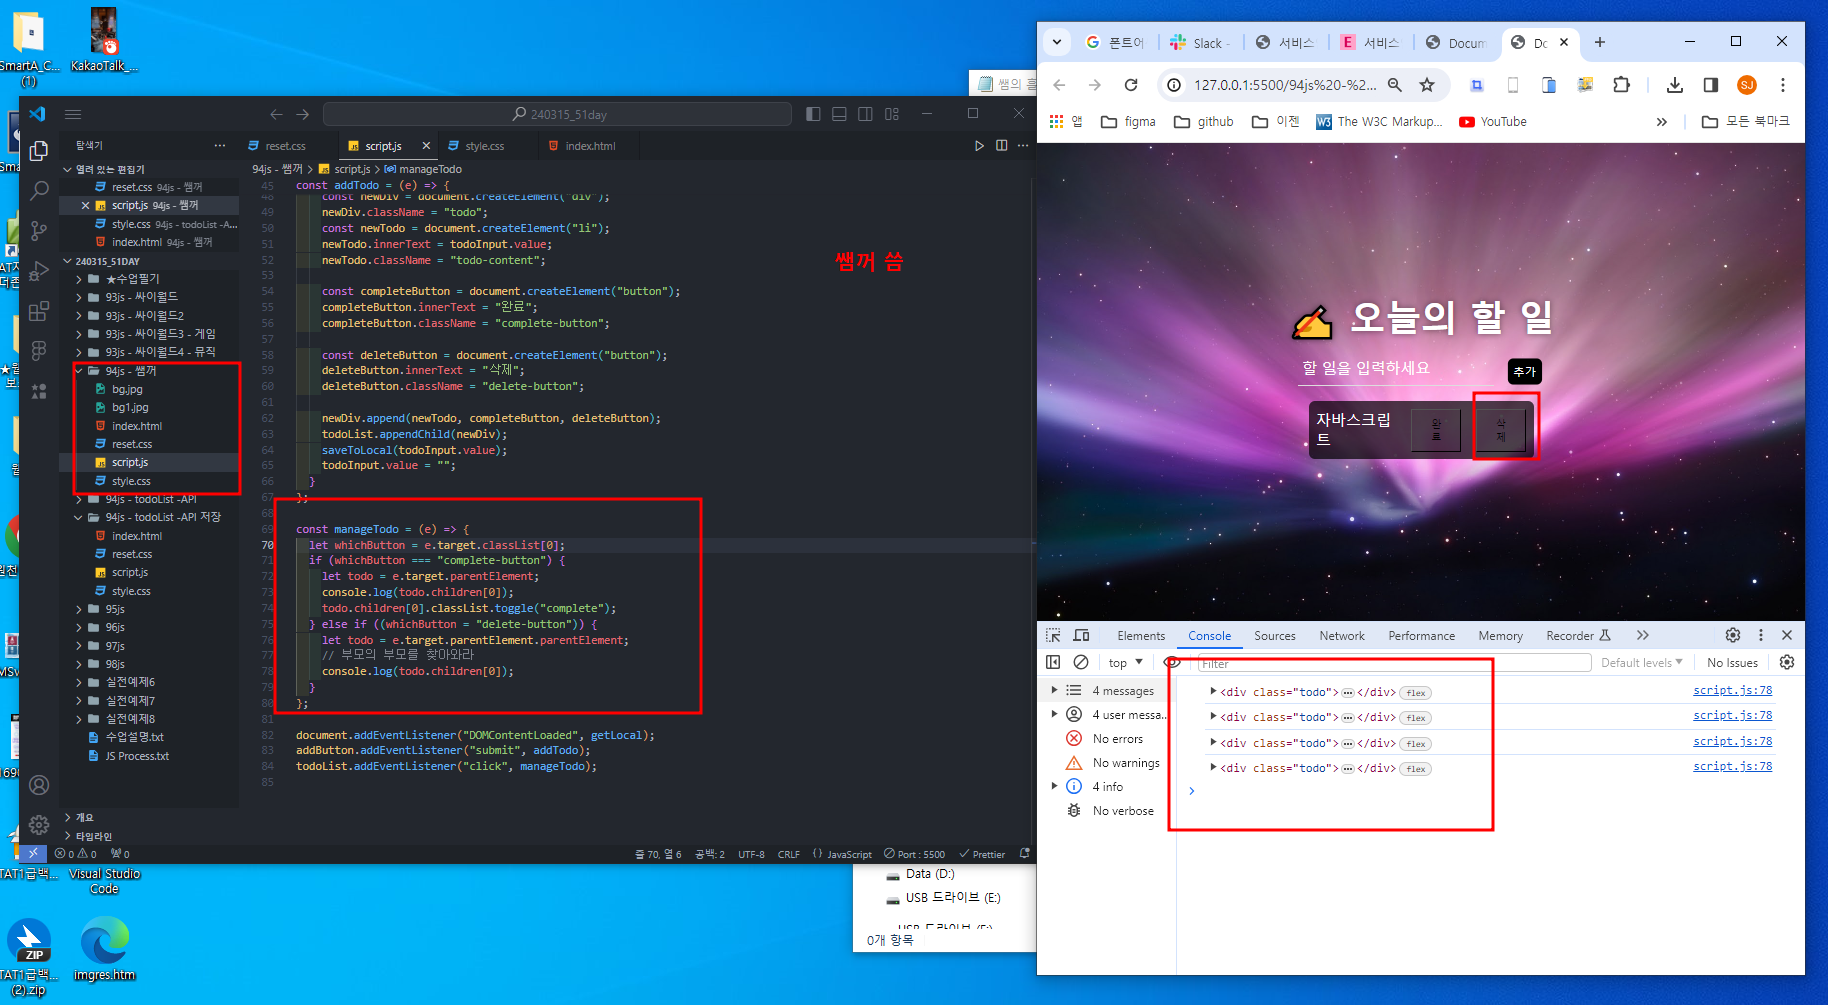 SmartA_C...
(1)
KakaoTalk_...
240315_51day
탐색기
reset.css
script.js
style.css
index.html
열려 있는 편집기
reset.css 94js - 쌤꺼
script.js 94js - 쌤꺼
style.css 94js - todoList -A...
index.html 94js - 쌤꺼
240315_51DAY
★수업필기
93js - 싸이월드
93js - 싸이월드2
93js - 싸이월드3 - 게임
93js - 싸이월드4 - 뮤직
94js - 쌤꺼
bg.jpg
bg1.jpg
index.html
reset.css
script.js
style.css
94js - todoList -API
94js - todoList -API 저장
index.html
reset.css
script.js
style.css
95js
96js
97js
98js
실전예제6
실전예제7
실전예제8
수업설명.txt
JS Process.txt
개요
타임라인
94js - 쌤꺼 > script.js > manageTodo
45 const addTodo = (e) => {
48 const newDiv = document.createElement("div");
49 newDiv.className = "todo";
50 const newTodo = document.createElement("li");
51 newTodo.innerText = todoInput.value;
52 newTodo.className = "todo-content";
53
54 const completeButton = document.createElement("button");
55 completeButton.innerText = "완료";
56 completeButton.className = "complete-button";
57
58 const deleteButton = document.createElement("button");
59 deleteButton.innerText = "삭제";
60 deleteButton.className = "delete-button";
61
62 newDiv.append(newTodo, completeButton, deleteButton);
63 todoList.appendChild(newDiv);
64 saveToLocal(todoInput.value);
65 todoInput.value = "";
66 }
67 };
68
69 const manageTodo = (e) => {
70 let whichButton = e.target.classList[0];
71 if (whichButton === "complete-button") {
72 let todo = e.target.parentElement;
73 console.log(todo.children[0]);
74 todo.children[0].classList.toggle("complete");
75 } else if ((whichButton = "delete-button")) {
76 let todo = e.target.parentElement.parentElement;
77 // 부모의 부모를 찾아와라
78 console.log(todo.children[0]);
79 }
80 };
81
82 document.addEventListener("DOMContentLoaded", getLocal);
83 addButton.addEventListener("submit", addTodo);
84 todoList.addEventListener("click", manageTodo);
85
쌤꺼 씀
0 0 0
줄 70, 열 6 공백: 2 UTF-8 CRLF {} JavaScript Port : 5500 Prettier
Visual Studio
Code
ZIP
TAT1급백...
(2).zip
imgres.htm
쌤의 흘
Data (D:)
USB 드라이브 (E:)
USB 드라이브 (E:)
0개 항목
폰트어
Slack -
서비스
서비스
Docum
Dc
127.0.0.1:5500/94js%20-%2...
SJ
앱
figma
github
이젠
The W3C Markup...
YouTube
모든 북마크
✍ 오늘의 할 일
할 일을 입력하세요
추가
자바스크립
트
완
료
삭
제
Elements Console Sources Network Performance Memory Recorder
top Filter Default levels No Issues
4 messages
4 user messa...
No errors
No warnings
4 info
No verbose
<div class="todo">…</div> flex script.js:78
<div class="todo">…</div> flex script.js:78
<div class="todo">…</div> flex script.js:78
<div class="todo">…</div> flex script.js:78